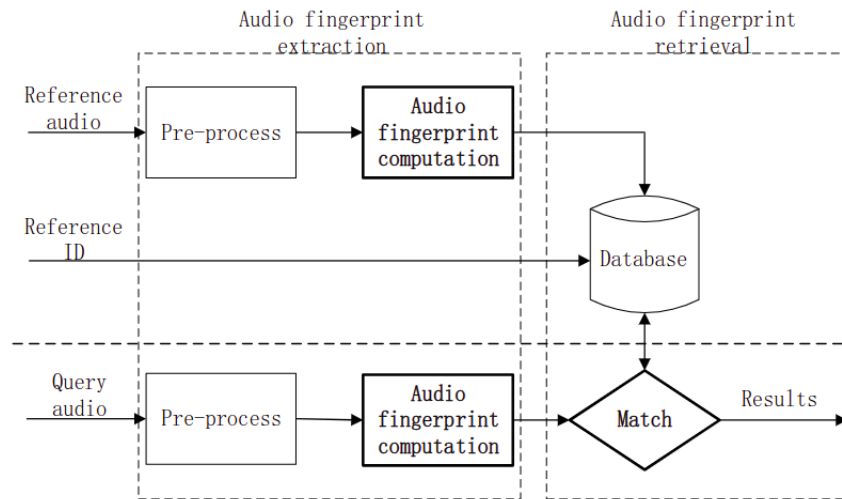 Audio fingerprint
extraction
Audio fingerprint
retrieval
Reference
audio
Pre-process
Audio
fingerprint
computation
Reference
ID
Database
Query
audio
Pre-process
Audio
fingerprint
computation
Match
Results